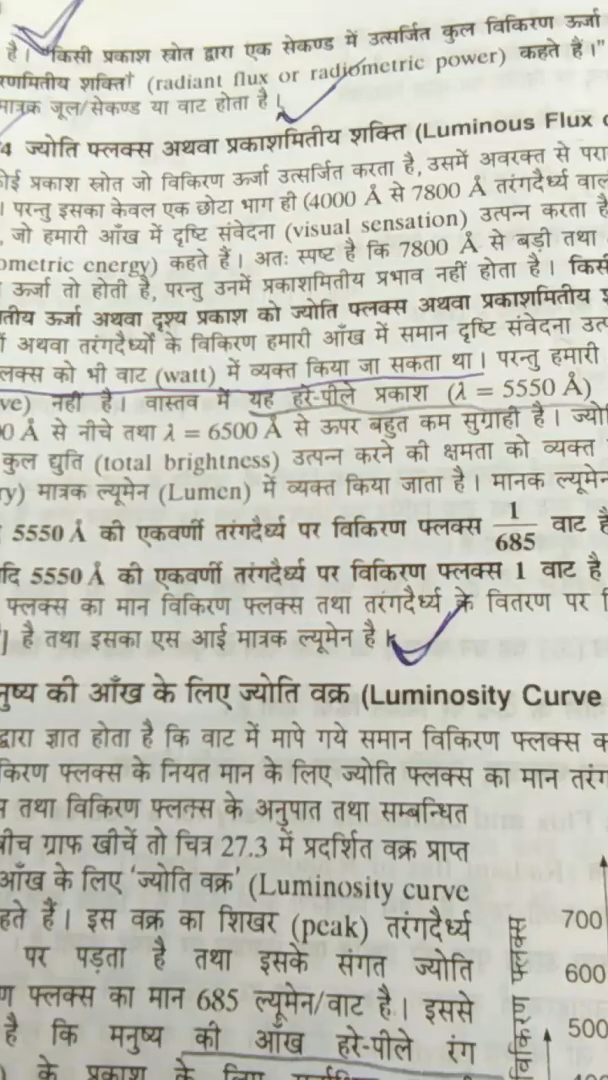 है। "किसी प्रकाश स्रोत द्वारा एक सेकण्ड में उत्सर्जित कुल विकिरण ऊर्जा
रणमितीय शक्ति† (radiant flux or radiometric power) कहते हैं।"
मात्रक जूल/सेकण्ड या वाट होता है।
4 ज्योति फ्लक्स अथवा प्रकाशमितीय शक्ति (Luminous Flux
ोई प्रकाश स्रोत जो विकिरण ऊर्जा उत्सर्जित करता है, उसमें अवरक्त से परा
। परन्तु इसका केवल एक छोटा भाग ही (4000 Å से 7800 Å तरंगदैर्ध्य वाल
, जो हमारी आँख में दृष्टि संवेदना (visual sensation) उत्पन्न करता है
ometric energy) कहते हैं। अतः स्पष्ट है कि 7800 Å से बड़ी तथा
ऊर्जा तो होती है, परन्तु उनमें प्रकाशमितीय प्रभाव नहीं होता है। किसी
तीय ऊर्जा अथवा दृश्य प्रकाश को ज्योति फ्लक्स अथवा प्रकाशमितीय श
ों अथवा तरंगदैर्ध्यों के विकिरण हमारी आँख में समान दृष्टि संवेदना उत्प
लक्स को भी वाट (watt) में व्यक्त किया जा सकता था। परन्तु हमारी
ve) नहीं है। वास्तव में यह हरे-पीले प्रकाश (λ = 5550 Å)
0 Å से नीचे तथा λ = 6500 Å से ऊपर बहुत कम सुग्राही है। ज्यो
कुल द्युति (total brightness) उत्पन्न करने की क्षमता को व्यक्त
ry) मात्रक ल्यूमेन (Lumen) में व्यक्त किया जाता है। मानक ल्यूमेन
5550 Å की एकवर्णी तरंगदैर्ध्य पर विकिरण फ्लक्स 1/685 वाट है
दि 5550 Å की एकवर्णी तरंगदैर्ध्य पर विकिरण फ्लक्स 1 वाट है
फ्लक्स का मान विकिरण फ्लक्स तथा तरंगदैर्ध्य के वितरण पर
है तथा इसका एस आई मात्रक ल्यूमेन है।
नुष्य की आँख के लिए ज्योति वक्र (Luminosity Curve
द्वारा ज्ञात होता है कि वाट में मापे गये समान विकिरण फ्लक्स क
किरण फ्लक्स के नियत मान के लिए ज्योति फ्लक्स का मान तरंग
तथा विकिरण फ्लक्स के अनुपात तथा सम्बन्धित
बीच ग्राफ खीचें तो चित्र 27.3 में प्रदर्शित वक्र प्राप्त
आँख के लिए 'ज्योति वक्र' (Luminosity curve
हते हैं। इस वक्र का शिखर (peak) तरंगदैर्ध्य
पर पड़ता है तथा इसके संगत ज्योति
ण फ्लक्स का मान 685 ल्यूमेन/वाट है। इससे
है कि मनुष्य की आँख हरे-पीले रंग
के प्रकाश के लिए
700
600
500
विकिरण फ्लक्स